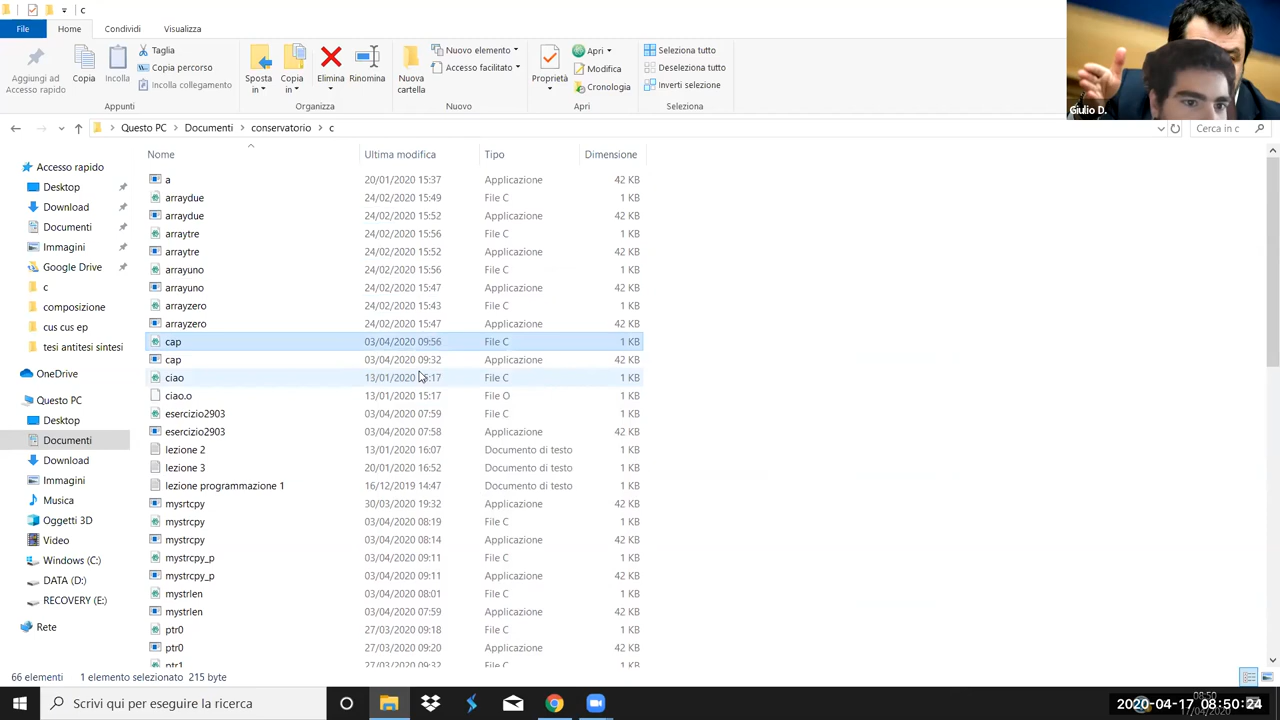 c
File Home Condividi Visualizza
Aggiungi ad Accesso rapido
Copia
Incolla
Taglia
Copia percorso
Incolla collegamento
Appunti
Sposta in
Copia in
Elimina
Rinomina
Organizza
Nuova cartella
Nuovo elemento
Accesso facilitato
Nuovo
Proprietà
Apri
Modifica
Cronologia
Apri
Seleziona tutto
Deseleziona tutto
Inverti selezione
Seleziona
Giulio D.
Questo PC > Documenti > conservatorio > c
Cerca in c
Accesso rapido
Desktop
Download
Documenti
Immagini
Google Drive
c
composizione
cus cus ep
tesi antitesi sintesi
OneDrive
Questo PC
Desktop
Documenti
Download
Immagini
Musica
Oggetti 3D
Video
Windows (C:)
DATA (D:)
RECOVERY (E:)
Rete
Nome Ultima modifica Tipo Dimensione
a 20/01/2020 15:37 Applicazione 42 KB
arraydue 24/02/2020 15:49 File C 1 KB
arraydue 24/02/2020 15:52 Applicazione 42 KB
arraytre 24/02/2020 15:56 File C 1 KB
arraytre 24/02/2020 15:52 Applicazione 42 KB
arrayuno 24/02/2020 15:56 File C 1 KB
arrayuno 24/02/2020 15:47 Applicazione 42 KB
arrayzero 24/02/2020 15:43 File C 1 KB
arrayzero 24/02/2020 15:47 Applicazione 42 KB
cap 03/04/2020 09:56 File C 1 KB
cap 03/04/2020 09:32 Applicazione 42 KB
ciao 13/01/2020 File C 1 KB
ciao.o 13/01/2020 15:17 File O 1 KB
esercizio2903 03/04/2020 07:59 File C 1 KB
esercizio2903 03/04/2020 07:58 Applicazione 42 KB
lezione 2 13/01/2020 16:07 Documento di testo 1 KB
lezione 3 20/01/2020 16:52 Documento di testo 1 KB
lezione programmazione 1 16/12/2019 14:47 Documento di testo 1 KB
mysrtcpy 30/03/2020 19:32 Applicazione 42 KB
mystrcpy 03/04/2020 08:19 File C 1 KB
mystrcpy 03/04/2020 08:14 Applicazione 42 KB
mystrcpy_p 03/04/2020 09:11 File C 1 KB
mystrcpy_p 03/04/2020 09:11 Applicazione 42 KB
mystrlen 03/04/2020 08:01 File C 1 KB
mystrlen 03/04/2020 07:59 Applicazione 42 KB
ptr0 27/03/2020 09:18 File C 1 KB
ptr0 27/03/2020 09:20 Applicazione 42 KB
ptr1 27/03/2020 09:32 File C 1 KB
66 elementi 1 elemento selezionato 215 byte
Scrivi qui per eseguire la ricerca
08:50
2020-04-17 08:50:24